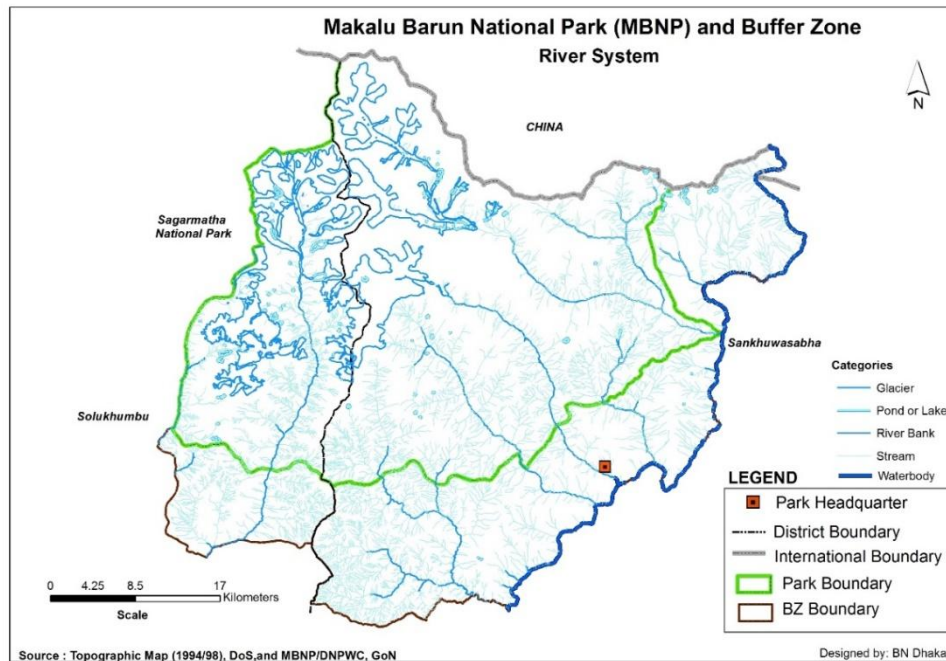 Makalu Barun National Park (MBNP) and Buffer Zone
River System
N
CHINA
Sagarmatha
National Park
Sankhuwasabha
Solukhumbu
Categories
Glacier
Pond or Lake
River Bank
Stream
Waterbody
LEGEND
Park Headquarter
District Boundary
International Boundary
Park Boundary
BZ Boundary
0 4.25 8.5 17
Kilometers
Scale
Source : Topographic Map (1994/98), DoS,and MBNP/DNPWC, GoN
Designed by: BN Dhakal